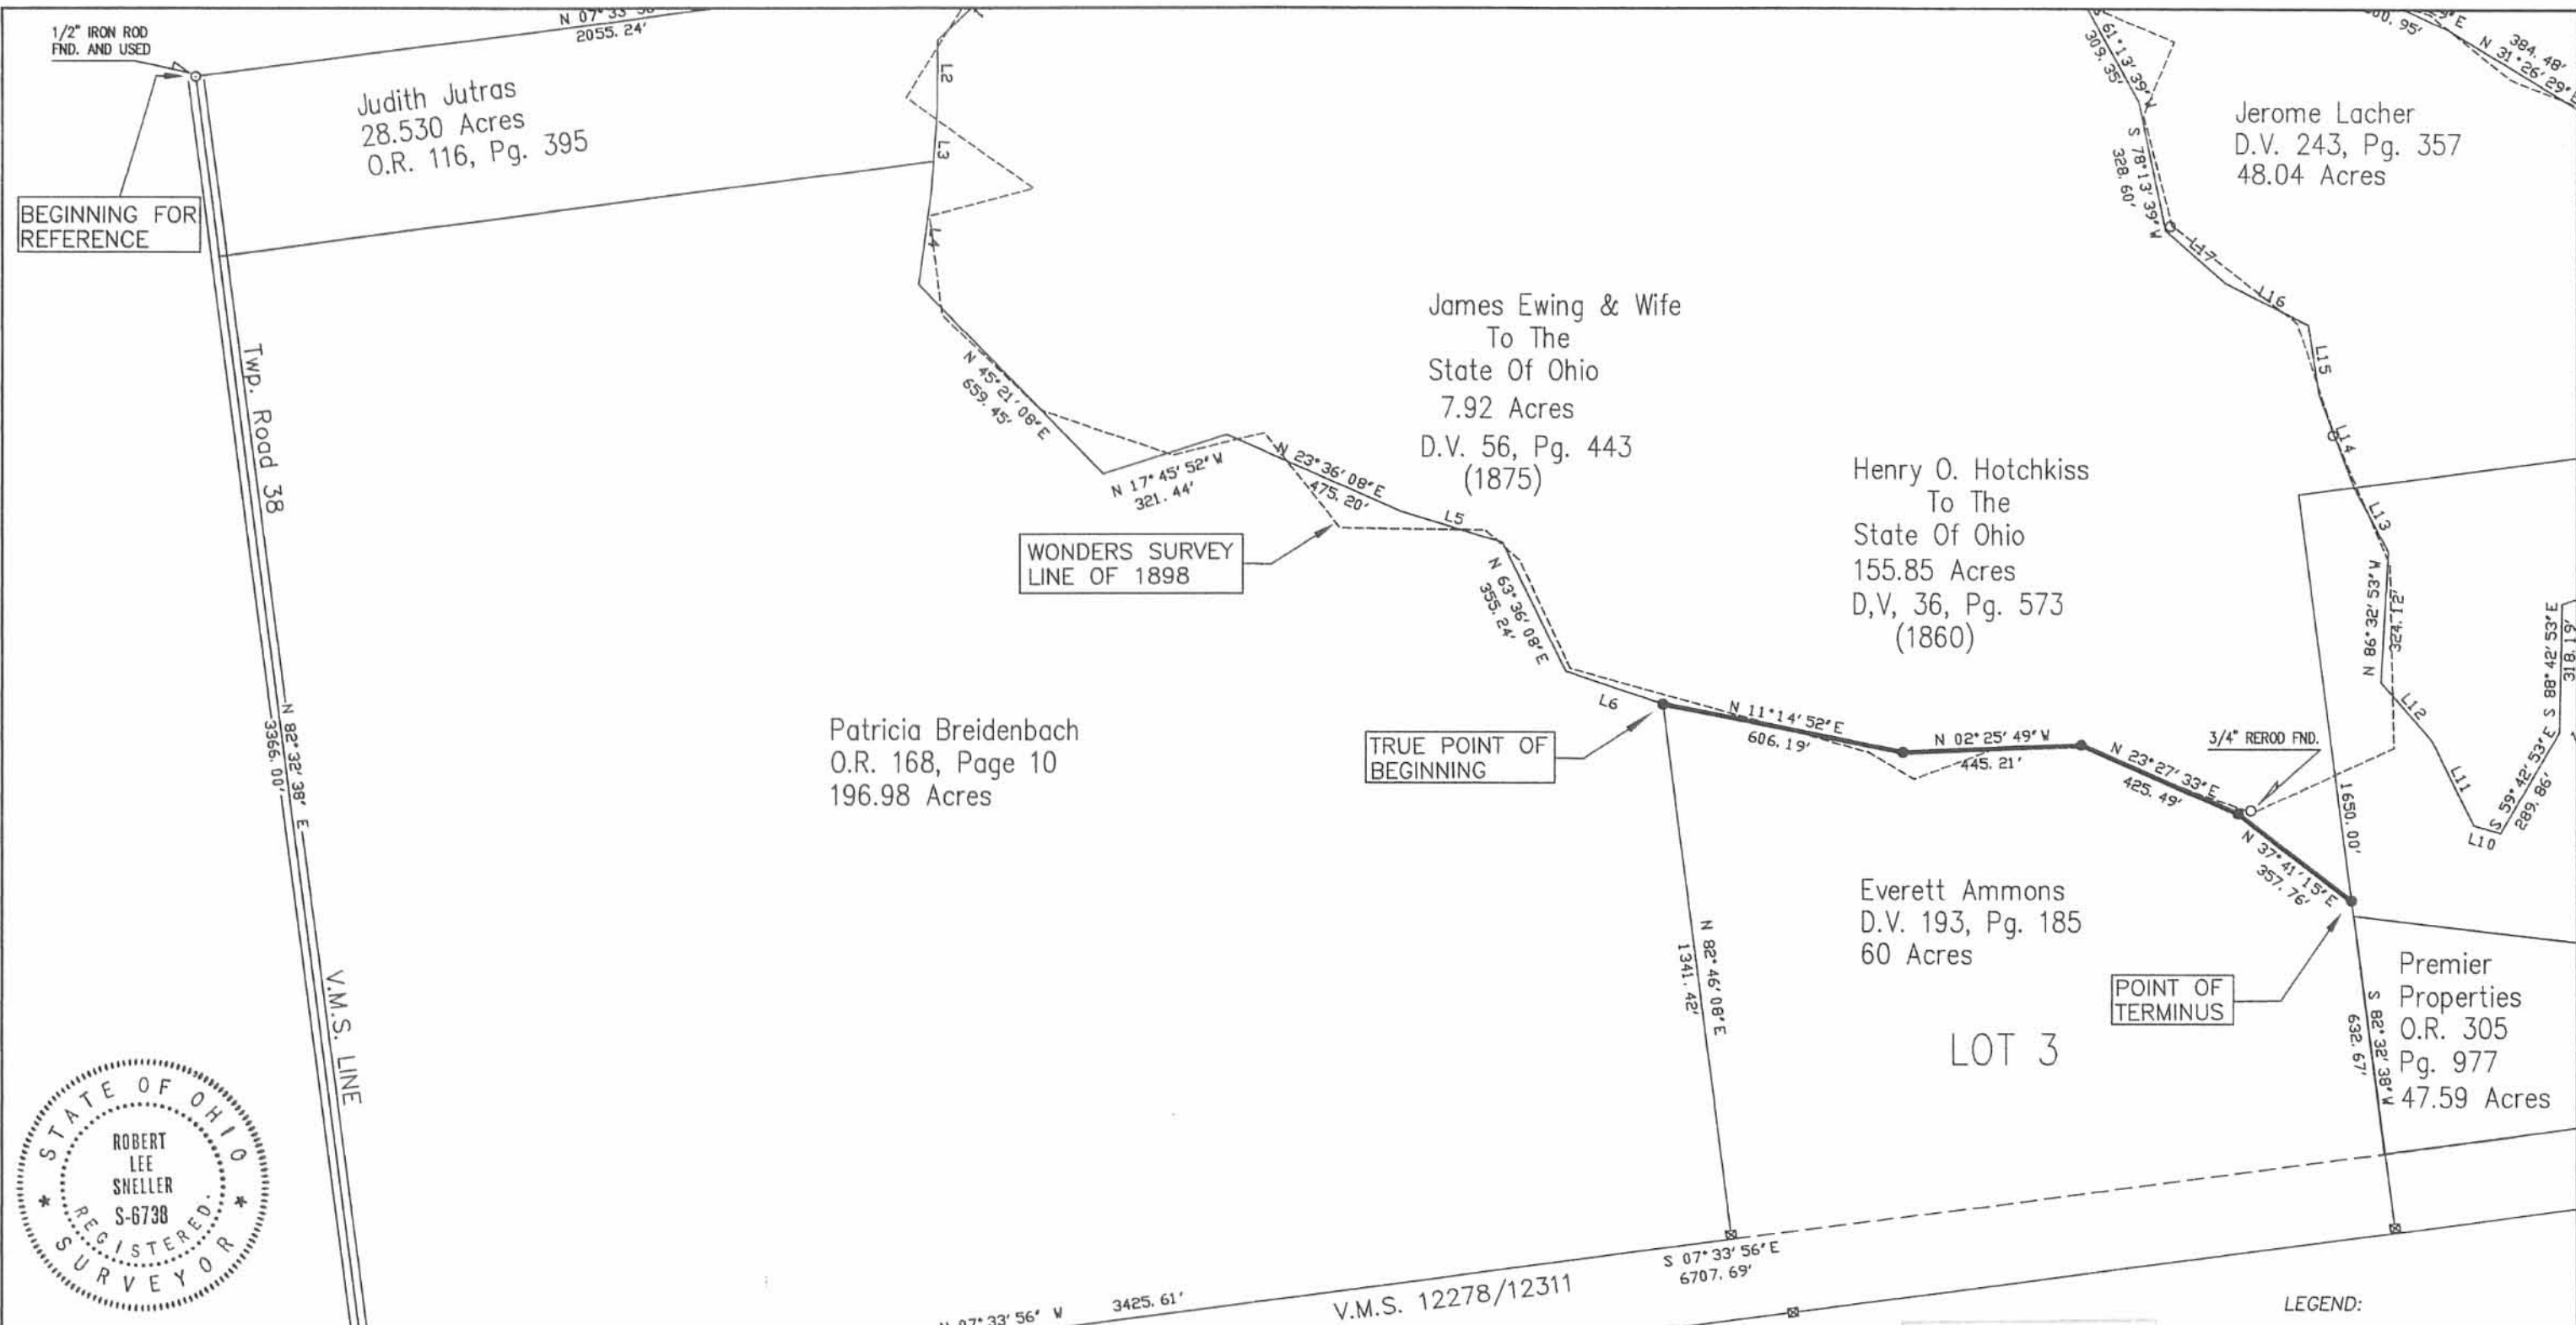 1/2" IRON ROD
FND. AND USED
2055.24'
Judith Jutras
28.530 Acres
O.R. 116, Pg. 395
BEGINNING FOR
REFERENCE
L2
L3
L4
309.35'
S 78°13'39"W
328.60'
384.48'
N 31°26'29"E
Jerome Lacher
D.V. 243, Pg. 357
48.04 Acres
L17
L16
L15
L14
L13
Twp. Road 38
N 45°21'08"E
659.45'
N 17°45'52"W
321.44'
N 23°36'08"E
475.20'
L5
James Ewing & Wife
To The
State Of Ohio
7.92 Acres
D.V. 56, Pg. 443
(1875)
WONDERS SURVEY
LINE OF 1898
N 63°36'08"E
355.24'
L6
Henry O. Hotchkiss
To The
State Of Ohio
155.85 Acres
D,V, 36, Pg. 573
(1860)
N 86°32'53"W
324.12'
L12
L11
L10
S 59°42'53"E
289.86'
S 88°42'53"E
318.19'
N 82°32'38" E
3366.00'
Patricia Breidenbach
O.R. 168, Page 10
196.98 Acres
TRUE POINT OF
BEGINNING
N 11°14'52"E
606.19'
N 02°25'49"W
445.21'
N 23°27'33"E
425.49'
3/4" REROD FND.
1650.00'
N 37°41'15"E
357.76'
Everett Ammons
D.V. 193, Pg. 185
60 Acres
N 82°46'08"E
1341.42'
POINT OF
TERMINUS
LOT 3
S 82°32'38"W
632.67'
Premier
Properties
O.R. 305
Pg. 977
47.59 Acres
V.M.S. LINE
STATE OF OHIO
ROBERT
LEE
SNELLER
S-6738
REGISTERED
SURVEYOR
S 07°33'56"E
6707.69'
3425.61'
V.M.S. 12278/12311
LEGEND: